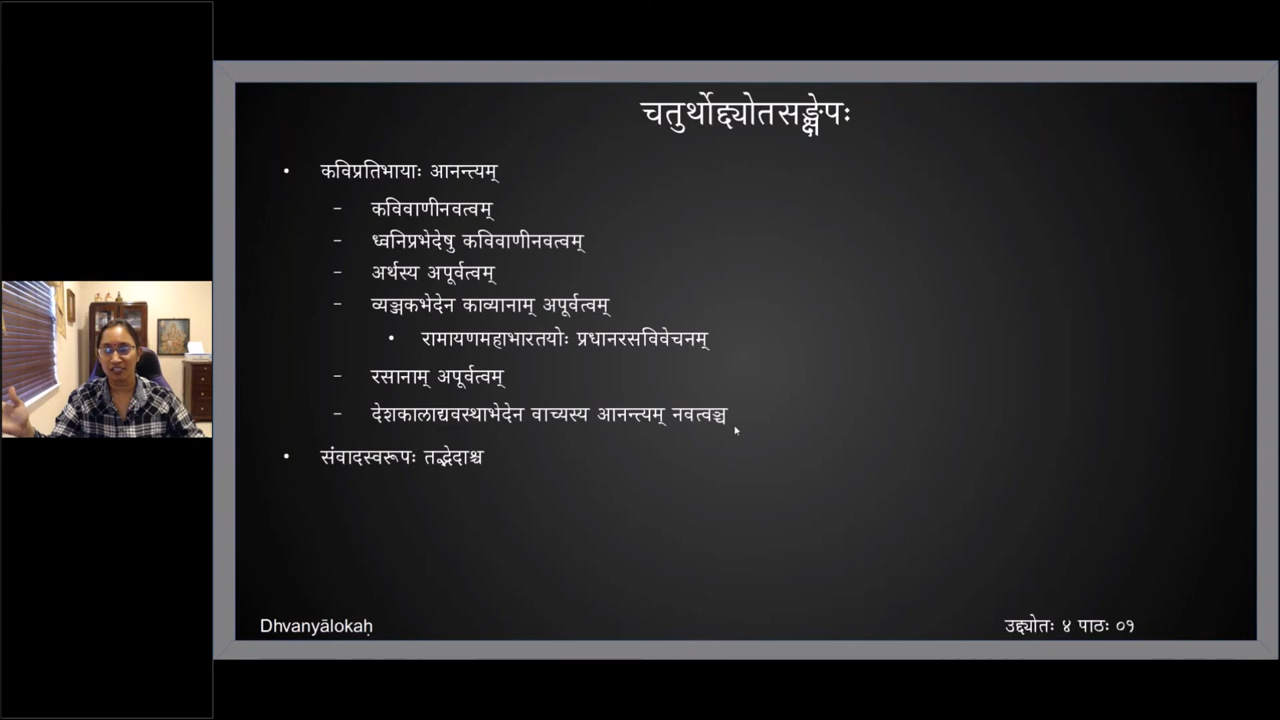 चतुर्थोद्द्योतसङ्क्षेपः
• कविप्रतिभायाः आनन्त्यम्
– कविवाणीनवत्वम्
– ध्वनिप्रभेदेषु कविवाणीनवत्वम्
– अर्थस्य अपूर्वत्वम्
– व्यञ्जकभेदेन काव्यानाम् अपूर्वत्वम्
• रामायणमहाभारतयोः प्रधानरसविवेचनम्
– रसानाम् अपूर्वत्वम्
– देशकालाद्यवस्थाभेदेन वाच्यस्य आनन्त्यम् नवत्वञ्च
• संवादस्वरूपः तद्भेदाश्च
Dhvanyālokaḥ
उद्द्योतः ४ पाठः ०१